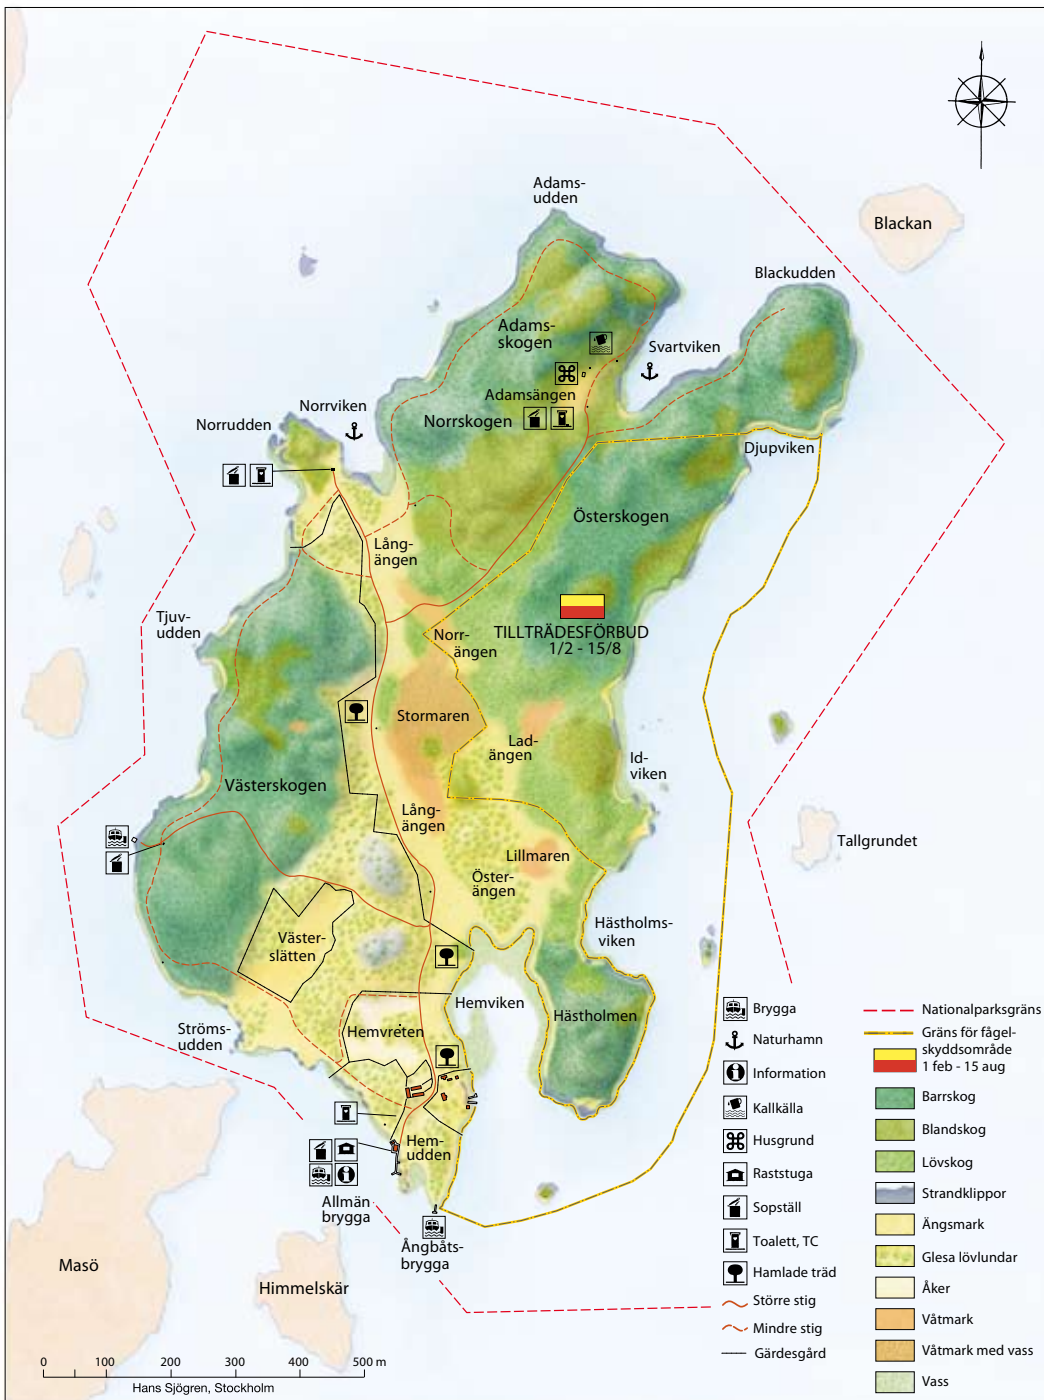 Adams-
udden
Blackan
Blackudden
Adams-
skogen
Svartviken
Adamsängen
Norrviken
Norrudden
Norrskogen
Djupviken
Österskogen
Lång-
ängen
Tjuv-
udden
TILLTRÄDESFÖRBUD
1/2 - 15/8
Norr-
ängen
Stormaren
Lad-
ängen
Id-
viken
Västerskogen
Lång-
ängen
Tallgrundet
Lillmaren
Öster-
ängen
Hästholms-
viken
Väster-
slätten
Hemviken
Hästholmen
Ströms-
udden
Hemvreten
Hem-
udden
Allmän
brygga
Ångbåts-
brygga
Masö
Himmelskär
Brygga
Naturhamn
Information
Kallkälla
Husgrund
Raststuga
Sopställ
Toalett, TC
Hamlade träd
Större stig
Mindre stig
Gärdesgård
Nationalparksgräns
Gräns för fågel-
skyddsområde
1 feb - 15 aug
Barrskog
Blandskog
Lövskog
Strandklippor
Ängsmark
Glesa lövlundar
Åker
Våtmark
Våtmark med vass
Vass
0 100 200 300 400 500 m
Hans Sjögren, Stockholm